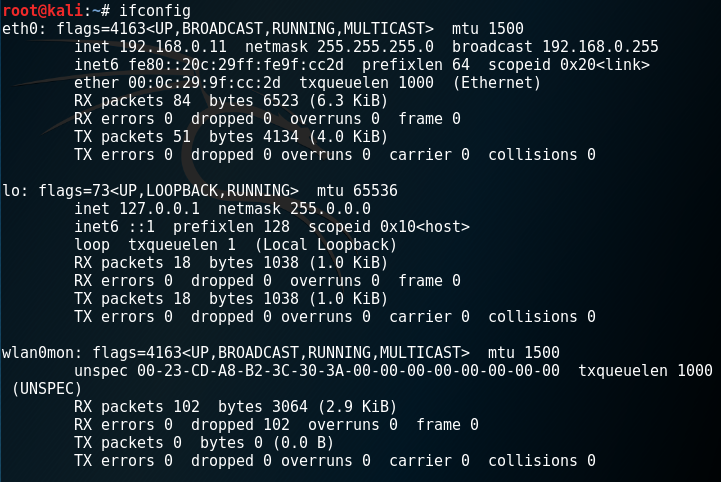 root@kali:~# ifconfig
eth0: flags=4163<UP,BROADCAST,RUNNING,MULTICAST>  mtu 1500
        inet 192.168.0.11  netmask 255.255.255.0  broadcast 192.168.0.255
        inet6 fe80::20c:29ff:fe9f:cc2d  prefixlen 64  scopeid 0x20<link>
        ether 00:0c:29:9f:cc:2d  txqueuelen 1000  (Ethernet)
        RX packets 84  bytes 6523 (6.3 KiB)
        RX errors 0  dropped 0  overruns 0  frame 0
        TX packets 51  bytes 4134 (4.0 KiB)
        TX errors 0  dropped 0 overruns 0  carrier 0  collisions 0

lo: flags=73<UP,LOOPBACK,RUNNING>  mtu 65536
        inet 127.0.0.1  netmask 255.0.0.0
        inet6 ::1  prefixlen 128  scopeid 0x10<host>
        loop  txqueuelen 1  (Local Loopback)
        RX packets 18  bytes 1038 (1.0 KiB)
        RX errors 0  dropped 0  overruns 0  frame 0
        TX packets 18  bytes 1038 (1.0 KiB)
        TX errors 0  dropped 0 overruns 0  carrier 0  collisions 0

wlan0mon: flags=4163<UP,BROADCAST,RUNNING,MULTICAST>  mtu 1500
        unspec 00-23-CD-A8-B2-3C-30-3A-00-00-00-00-00-00-00-00  txqueuelen 1000
 (UNSPEC)
        RX packets 102  bytes 3064 (2.9 KiB)
        RX errors 0  dropped 102  overruns 0  frame 0
        TX packets 0  bytes 0 (0.0 B)
        TX errors 0  dropped 0 overruns 0  carrier 0  collisions 0